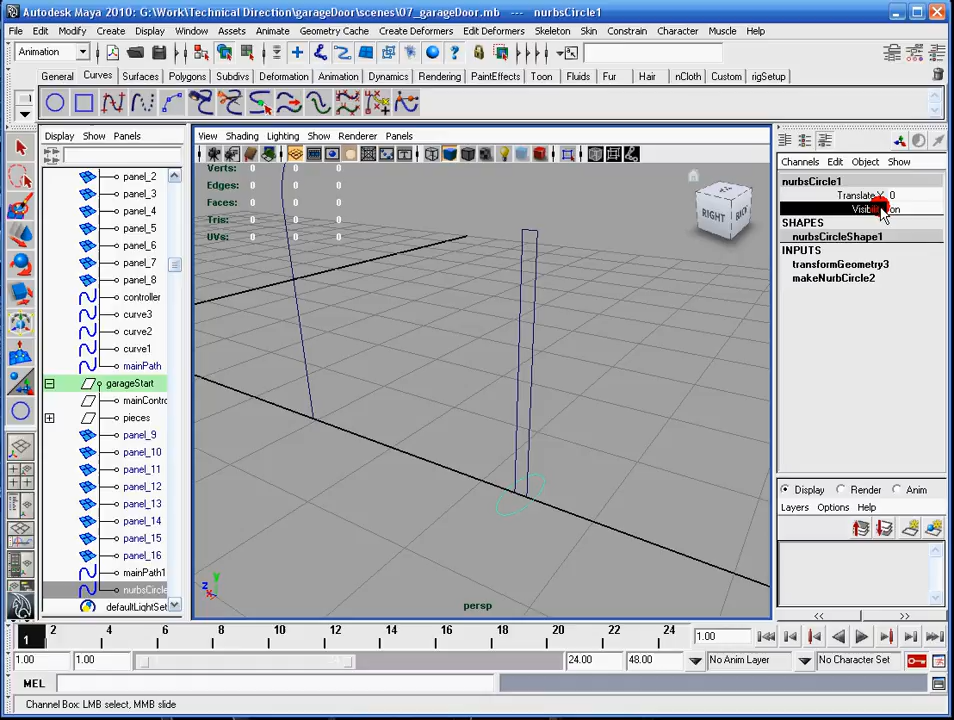 Autodesk Maya 2010: G:\Work\Technical Direction\garageDoor\scenes\07_garageDoor.mb --- nurbsCircle1
File Edit Modify Create Display Window Assets Animate Geometry Cache Create Deformers Edit Deformers Skeleton Skin Constrain Character Muscle Help
Animation
General Curves Surfaces Polygons Subdivs Deformation Animation Dynamics Rendering PaintEffects Toon Fluids Fur Hair nCloth Custom rigSetup
Display Show Panels
View Shading Lighting Show Renderer Panels
Channels Edit Object Show
Verts: 0 0 0
Edges: 0 0 0
Faces: 0 0 0
Tris: 0 0 0
UVs: 0 0 0
RIGHT BACK
panel_2
panel_3
panel_4
panel_5
panel_6
panel_7
panel_8
controller
curve3
curve2
curve1
mainPath
garageStart
mainContro
pieces
panel_9
panel_10
panel_11
panel_12
panel_13
panel_14
panel_15
panel_16
mainPath1
nurbsCircle
defaultLightSet
y
z
x
persp
nurbsCircle1
Translate X 0
Visibil on
SHAPES
nurbsCircleShape1
INPUTS
transformGeometry3
makeNurbCircle2
Display Render Anim
Layers Options Help
<< >>
1 2 4 6 8 10 12 14 16 18 20 22 24 1.00
1.00 1.00 24.00 48.00 No Anim Layer No Character Set
MEL
Channel Box: LMB select, MMB slide